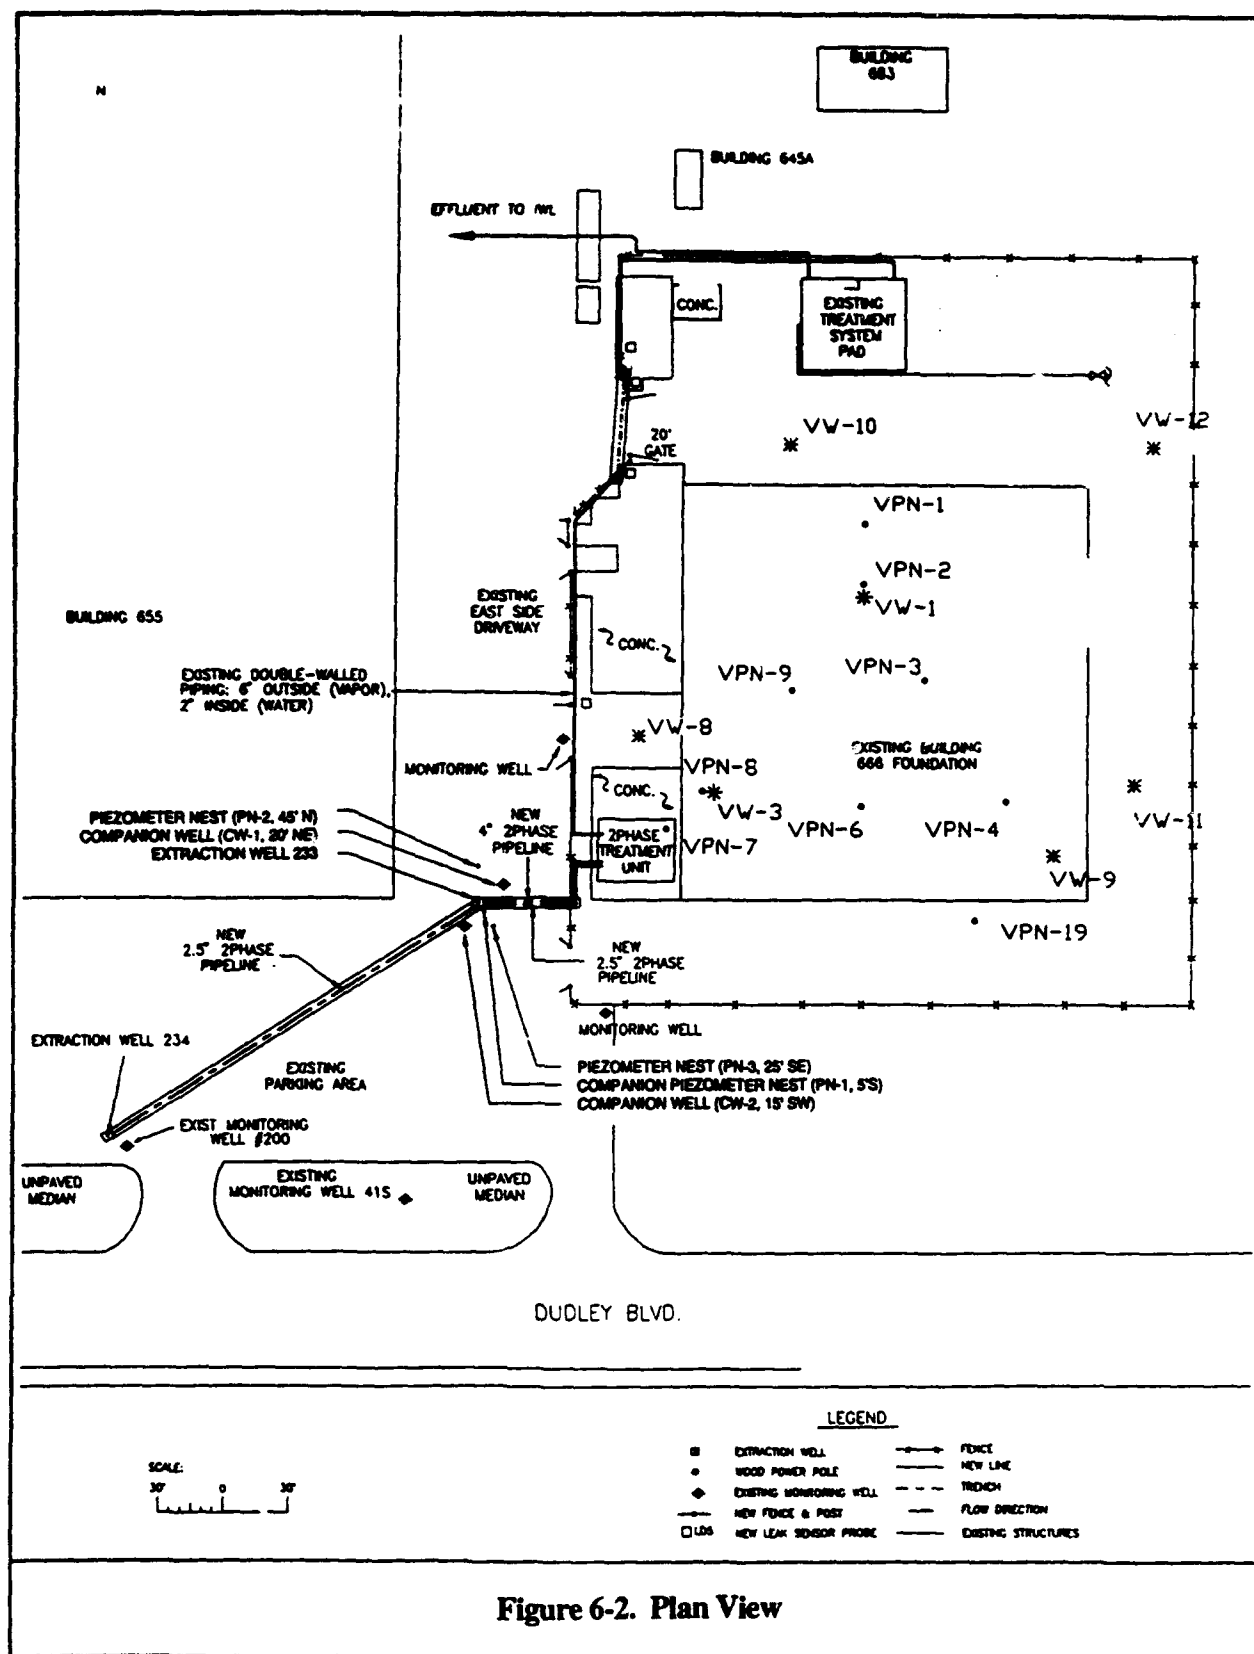 BUILDING
683
N
BUILDING 645A
EFFLUENT TO IWL
CONC.
EXISTING
TREATMENT
SYSTEM
PAD
VW-10
VW-12
20'
GATE
VPN-1
VPN-2
VW-1
EXISTING
EAST SIDE
DRIVEWAY
BUILDING 655
CONC.
VPN-3
VPN-9
EXISTING DOUBLE-WALLED
PIPING: 6" OUTSIDE (VAPOR),
2" INSIDE (WATER)
VW-8
EXISTING BUILDING
666 FOUNDATION
MONITORING WELL
VPN-8
CONC.
VW-3
VPN-6
VPN-4
VW-11
PIEZOMETER NEST (PN-2, 45' N)
COMPANION WELL (CW-1, 20' NE)
EXTRACTION WELL 233
NEW
4" 2PHASE
PIPELINE
2PHASE
TREATMENT
UNIT
VPN-7
VW-9
VPN-19
NEW
2.5" 2PHASE
PIPELINE
NEW
2.5" 2PHASE
PIPELINE
MONITORING WELL
EXTRACTION WELL 234
EXISTING
PARKING AREA
PIEZOMETER NEST (PN-3, 25' SE)
COMPANION PIEZOMETER NEST (PN-1, 5'S)
COMPANION WELL (CW-2, 15' SW)
EXIST MONITORING
WELL #200
UNPAVED
MEDIAN
EXISTING
MONITORING WELL 41S
UNPAVED
MEDIAN
DUDLEY BLVD.
LEGEND
EXTRACTION WELL
WOOD POWER POLE
EXISTING MONITORING WELL
NEW FENCE & POST
LDS NEW LEAK SENSOR PROBE
FENCE
NEW LINE
TRENCH
FLOW DIRECTION
EXISTING STRUCTURES
SCALE:
30' 0 30'
Figure 6-2. Plan View